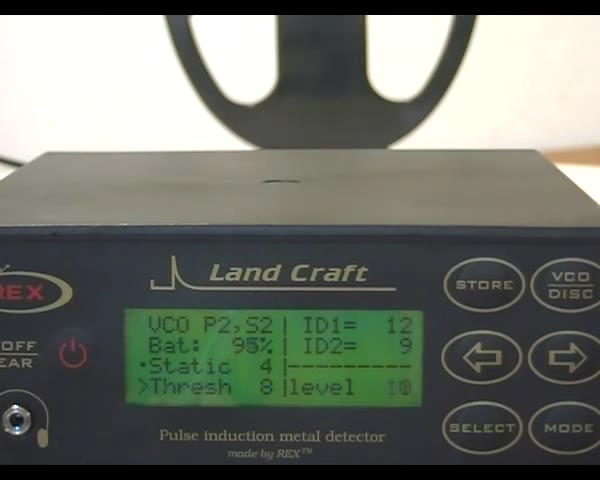 Land Craft
REX
STORE
VCO
DISC
OFF
EAR
VCO P2,S2| ID1= 12
Bat: 95%| ID2= 9
·Static 4|---------
>Thresh 8|level 10
SELECT
MODE
Pulse induction metal detector
made by REX™